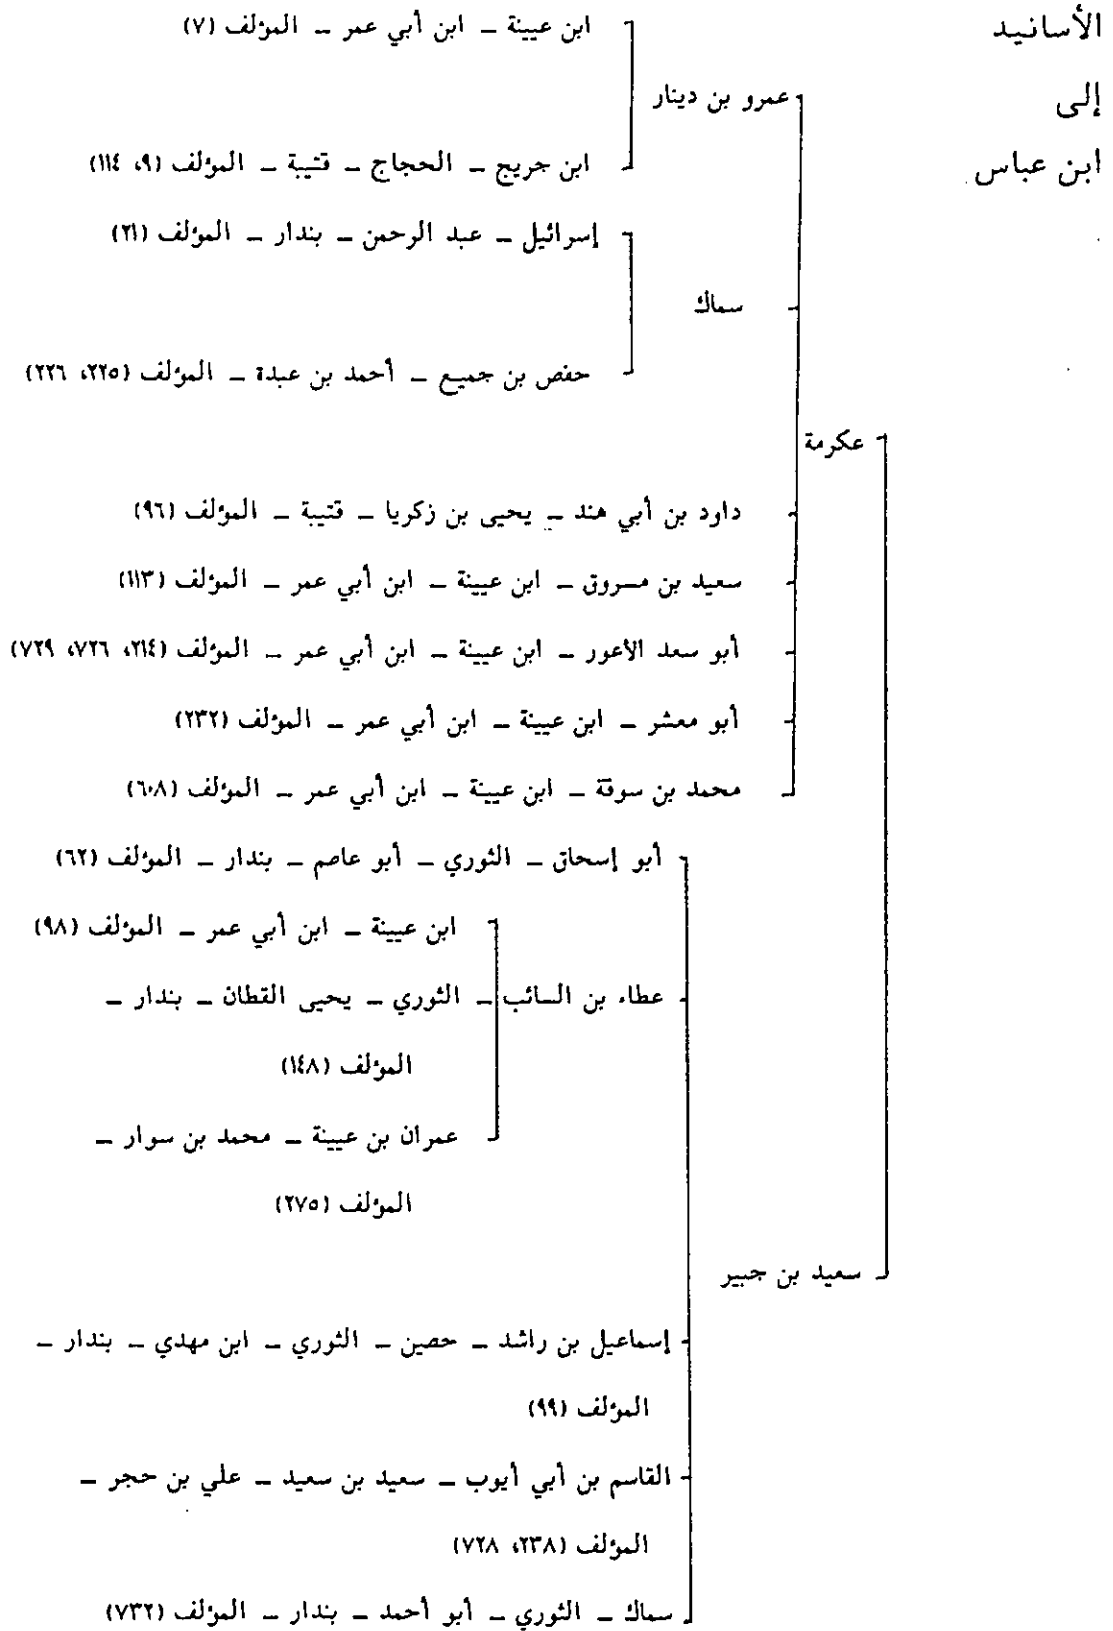 الأسانيد
إلى
ابن عباس
ابن عيينة – ابن أبي عمر – المؤلف (٧)
عمرو بن دينار
ابن جريج – الحجاج – قتيبة – المؤلف (٩، ١١٤)
إسرائيل – عبد الرحمن – بندار – المؤلف (٢١)
سماك
حفص بن جميع – أحمد بن عبدة – المؤلف (٢٢٥، ٢٢٦)
عكرمة
داود بن أبي هند – يحيى بن زكريا – قتيبة – المؤلف (٩٦)
سعيد بن مسروق – ابن عيينة – ابن أبي عمر – المؤلف (١١٣)
أبو سعد الأعور – ابن عيينة – ابن أبي عمر – المؤلف (٢١٤، ٧٢٦، ٧٢٩)
أبو معشر – ابن عيينة – ابن أبي عمر – المؤلف (٢٣٢)
محمد بن سوقة – ابن عيينة – ابن أبي عمر – المؤلف (٦٠٨)
أبو إسحاق – الثوري – أبو عاصم – بندار – المؤلف (٦٢)
ابن عيينة – ابن أبي عمر – المؤلف (٩٨)
عطاء بن السائب – الثوري – يحيى القطان – بندار –
المؤلف (١٤٨)
عمران بن عيينة – محمد بن سوار –
المؤلف (٢٧٥)
سعيد بن جبير
إسماعيل بن راشد – حصين – الثوري – ابن مهدي – بندار –
المؤلف (٩٩)
القاسم بن أبي أيوب – سعيد بن سعيد – علي بن حجر –
المؤلف (٢٣٨، ٧٢٨)
سماك – الثوري – أبو أحمد – بندار – المؤلف (٧٣٢)